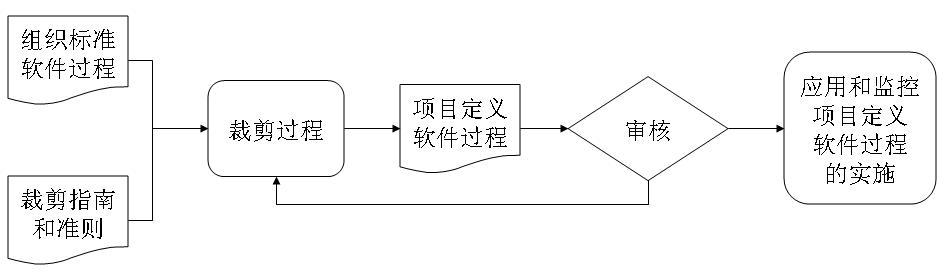 组织标准
软件过程
裁剪指南
和准则
裁剪过程
项目定义
软件过程
审核
应用和监控
项目定义
软件过程
的实施